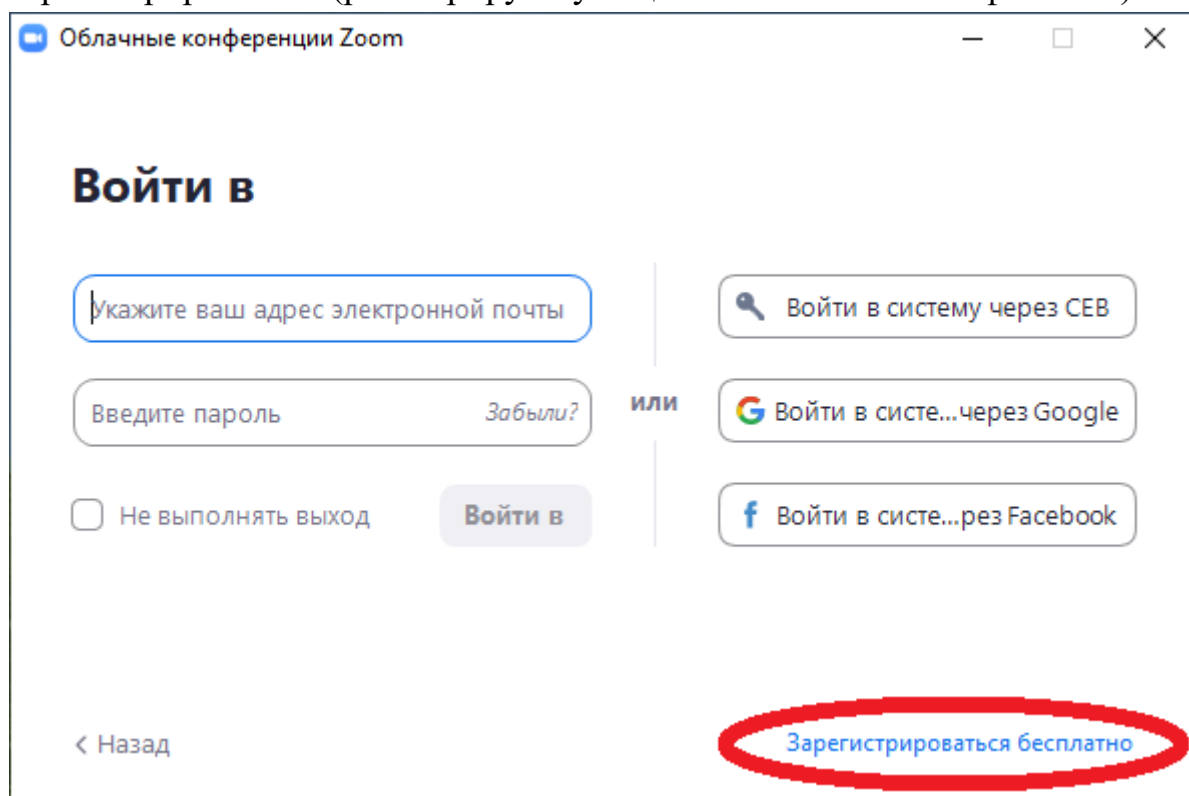 Облачные конференции Zoom
Войти в
Укажите ваш адрес электронной почты
Введите пароль
Забыли?
Не выполнять выход
Войти в
или
Войти в систему через СЕВ
Войти в систе...через Google
Войти в систе...рез Facebook
Назад
Зарегистрироваться бесплатно